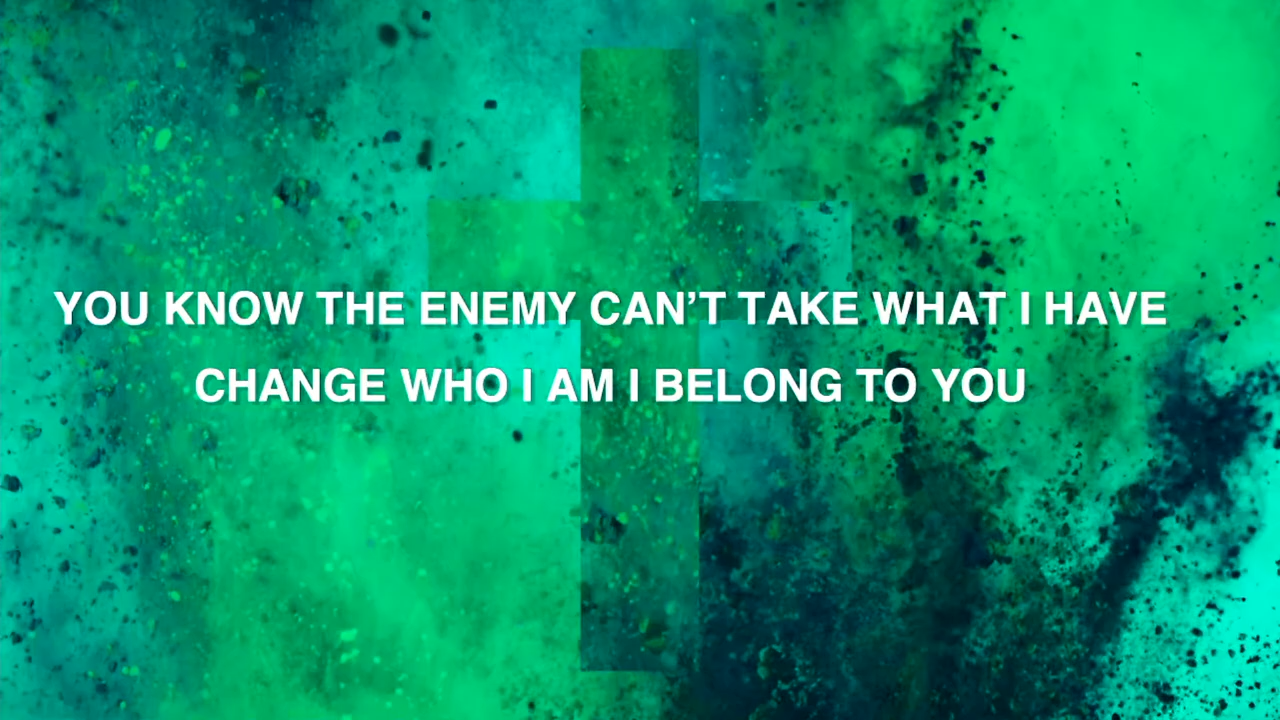 YOU KNOW THE ENEMY CAN’T TAKE WHAT I HAVE
CHANGE WHO I AM I BELONG TO YOU